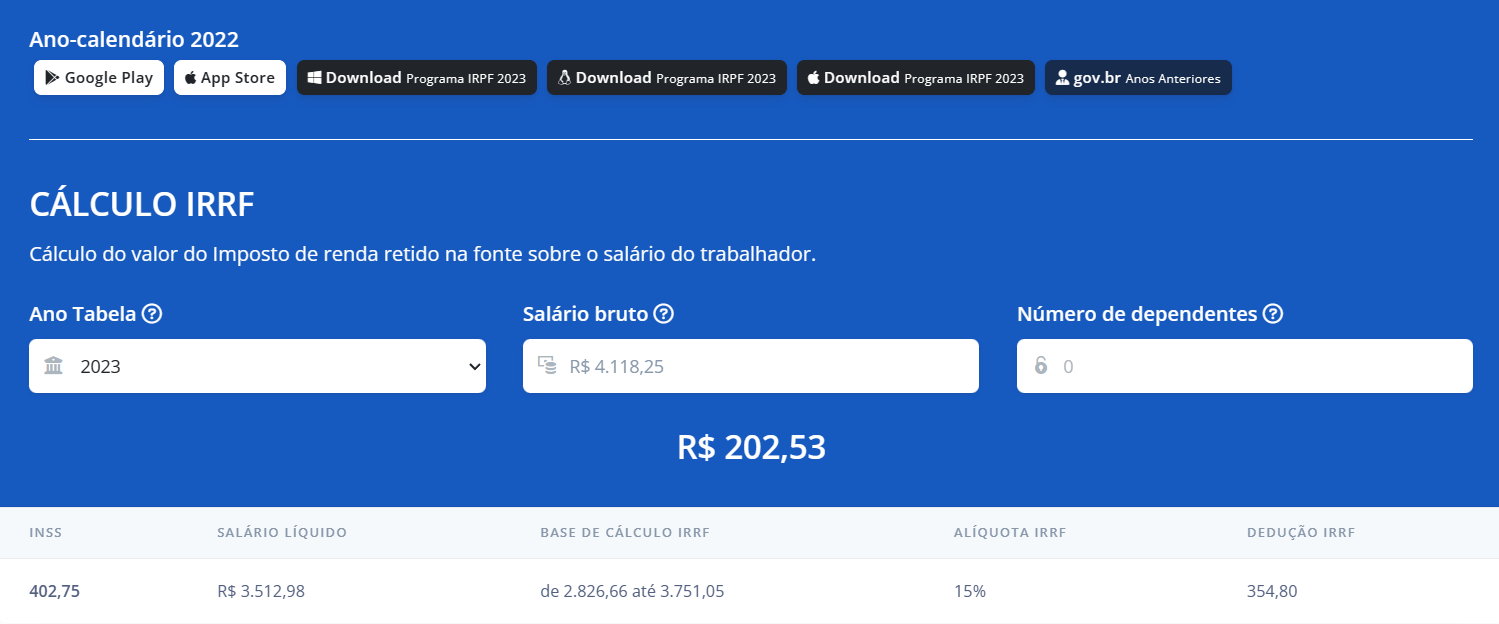 Ano-calendário 2022
Google Play App Store Download Programa IRPF 2023 Download Programa IRPF 2023 Download Programa IRPF 2023 gov.br Anos Anteriores
CÁLCULO IRRF
Cálculo do valor do Imposto de renda retido na fonte sobre o salário do trabalhador.
Ano Tabela ? Salário bruto ? Número de dependentes ?
2023 R$ 4.118,25 0
R$ 202,53
INSS SALÁRIO LÍQUIDO BASE DE CÁLCULO IRRF ALÍQUOTA IRRF DEDUÇÃO IRRF
402,75 R$ 3.512,98 de 2.826,66 até 3.751,05 15% 354,80